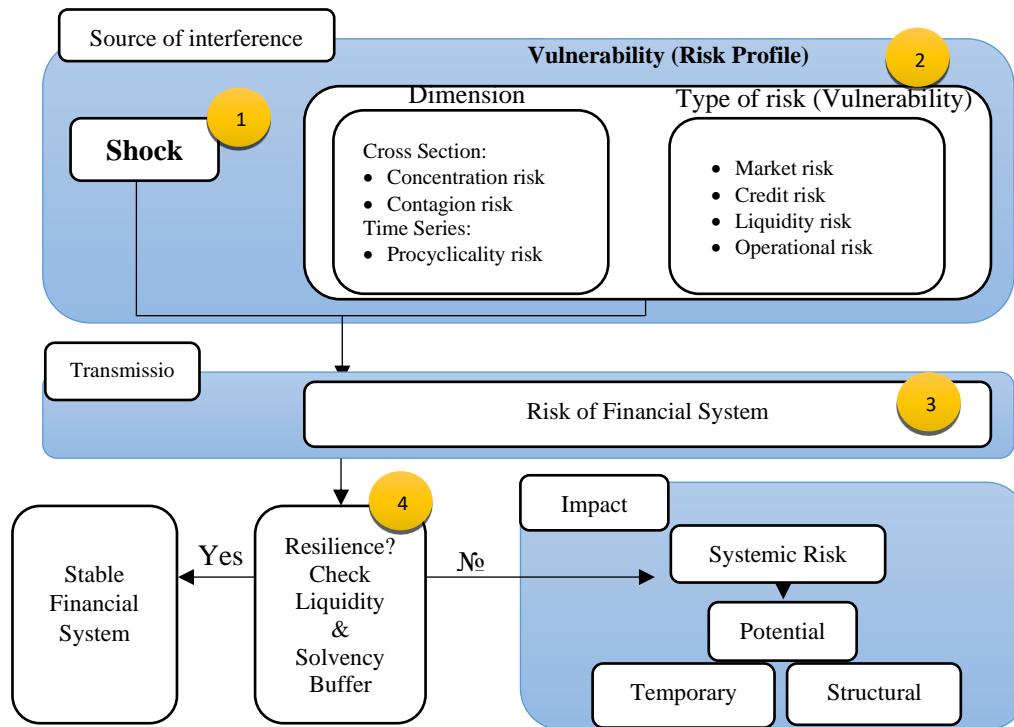 Source of interference
Vulnerability (Risk Profile)
2
1
Shock
Dimension
Type of risk (Vulnerability)
Cross Section:
• Concentration risk
• Contagion risk
Time Series:
• Procyclicality risk
• Market risk
• Credit risk
• Liquidity risk
• Operational risk
Transmissio
Risk of Financial System
3
4
Stable
Financial
System
Yes
Resilience?
Check
Liquidity
&
Solvency
Buffer
№
Impact
Systemic Risk
Potential
Temporary
Structural